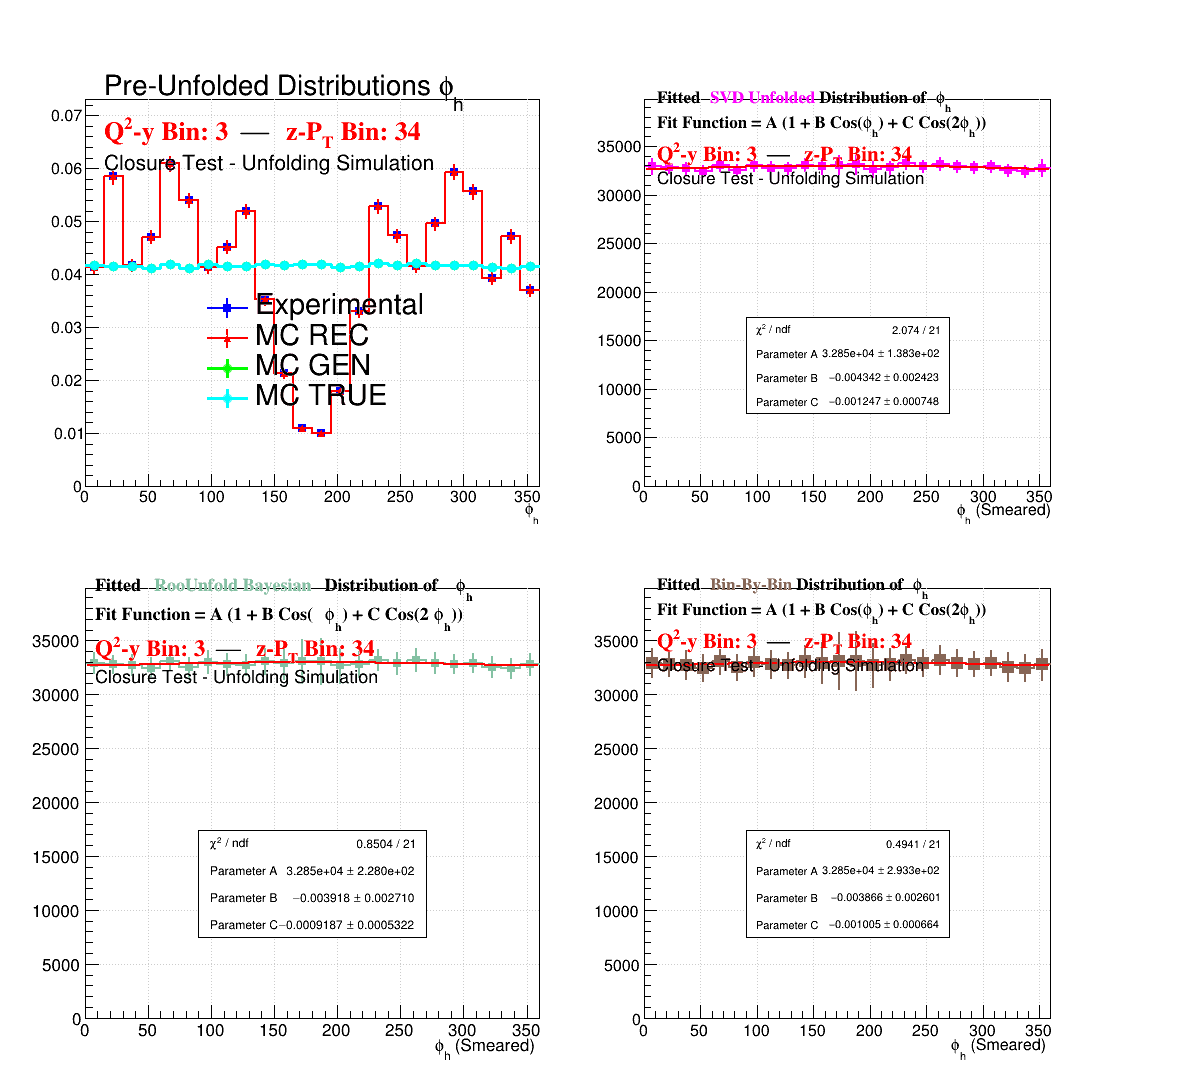 Pre-Unfolded Distributions ϕh
Q²-y Bin: 3 — z-PT Bin: 34
Closure Test - Unfolding Simulation
0.07
0.06
0.05
0.04
0.03
0.02
0.01
0
Experimental
MC REC
MC GEN
MC TRUE
0 50 100 150 200 250 300 350
ϕh
Fitted SVD Unfolded Distribution of ϕh
Fit Function = A (1 + B Cos(ϕh) + C Cos(2ϕh))
Q²-y Bin: 3 — z-PT Bin: 34
Closure Test - Unfolding Simulation
35000
30000
25000
20000
15000
10000
5000
0
χ² / ndf 2.074 / 21
Parameter A 3.285e+04 ± 1.383e+02
Parameter B −0.004342 ± 0.002423
Parameter C −0.001247 ± 0.000748
0 50 100 150 200 250 300 350
ϕh (Smeared)
Fitted RooUnfold Bayesian Distribution of ϕh
Fit Function = A (1 + B Cos( ϕh) + C Cos(2 ϕh))
Q²-y Bin: 3 — z-PT Bin: 34
Closure Test - Unfolding Simulation
35000
30000
25000
20000
15000
10000
5000
0
χ² / ndf 0.8504 / 21
Parameter A 3.285e+04 ± 2.280e+02
Parameter B −0.003918 ± 0.002710
Parameter C −0.0009187 ± 0.0005322
0 50 100 150 200 250 300 350
ϕh (Smeared)
Fitted Bin-By-Bin Distribution of ϕh
Fit Function = A (1 + B Cos(ϕh) + C Cos(2ϕh))
Q²-y Bin: 3 — z-PT Bin: 34
Closure Test - Unfolding Simulation
35000
30000
25000
20000
15000
10000
5000
0
χ² / ndf 0.4941 / 21
Parameter A 3.285e+04 ± 2.933e+02
Parameter B −0.003866 ± 0.002601
Parameter C −0.001005 ± 0.000664
0 50 100 150 200 250 300 350
ϕh (Smeared)